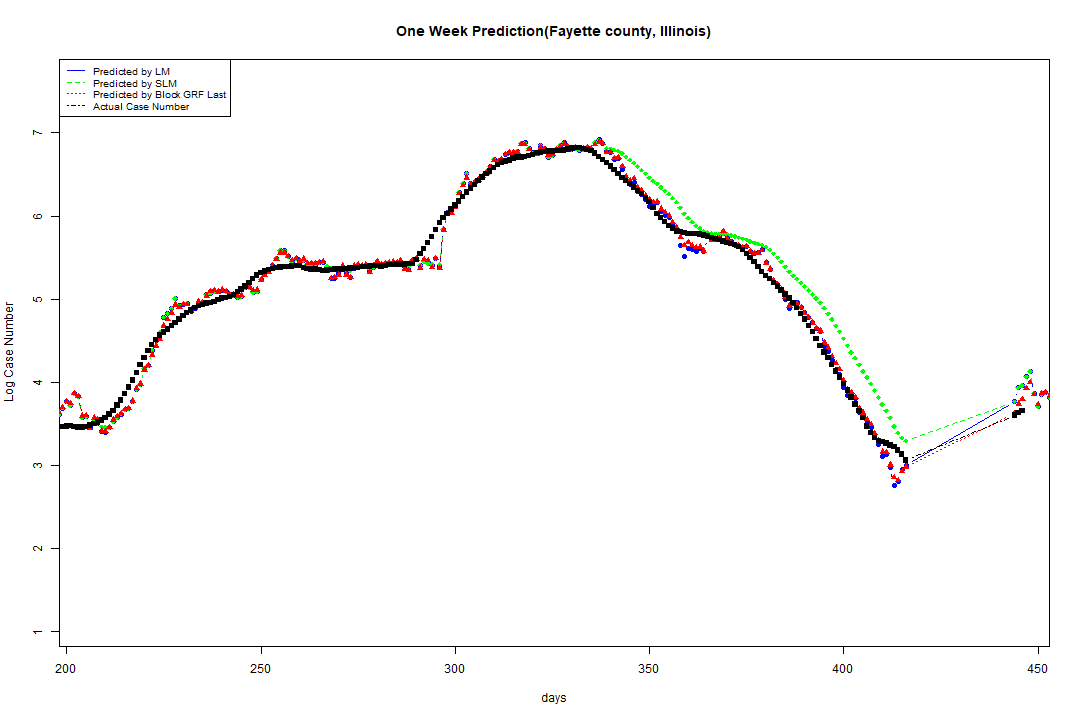 One Week Prediction(Fayette county, Illinois)
Predicted by LM
Predicted by SLM
Predicted by Block GRF Last
Actual Case Number
7
6
5
4
3
2
1
Log Case Number
200 250 300 350 400 450
days